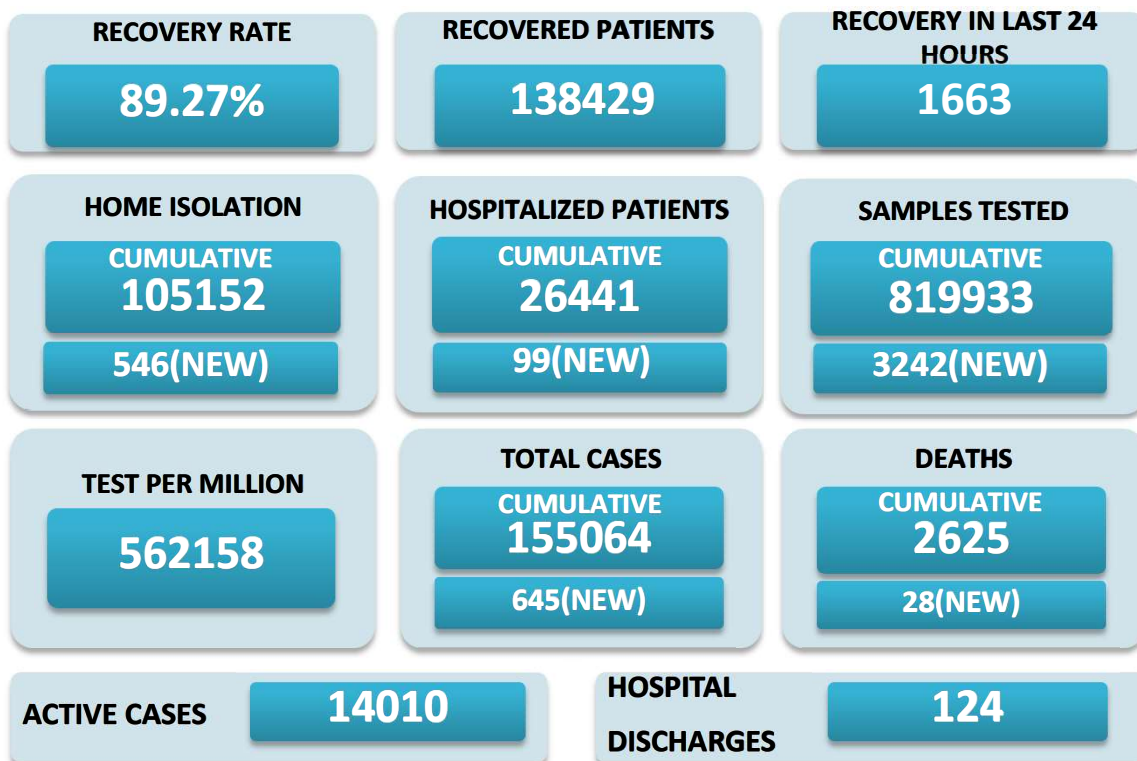 RECOVERY RATE
89.27%
RECOVERED PATIENTS
138429
RECOVERY IN LAST 24
HOURS
1663
HOME ISOLATION
CUMULATIVE
105152
546(NEW)
HOSPITALIZED PATIENTS
CUMULATIVE
26441
99(NEW)
SAMPLES TESTED
CUMULATIVE
819933
3242(NEW)
TEST PER MILLION
562158
TOTAL CASES
CUMULATIVE
155064
645(NEW)
DEATHS
CUMULATIVE
2625
28(NEW)
ACTIVE CASES
14010
HOSPITAL
DISCHARGES
124